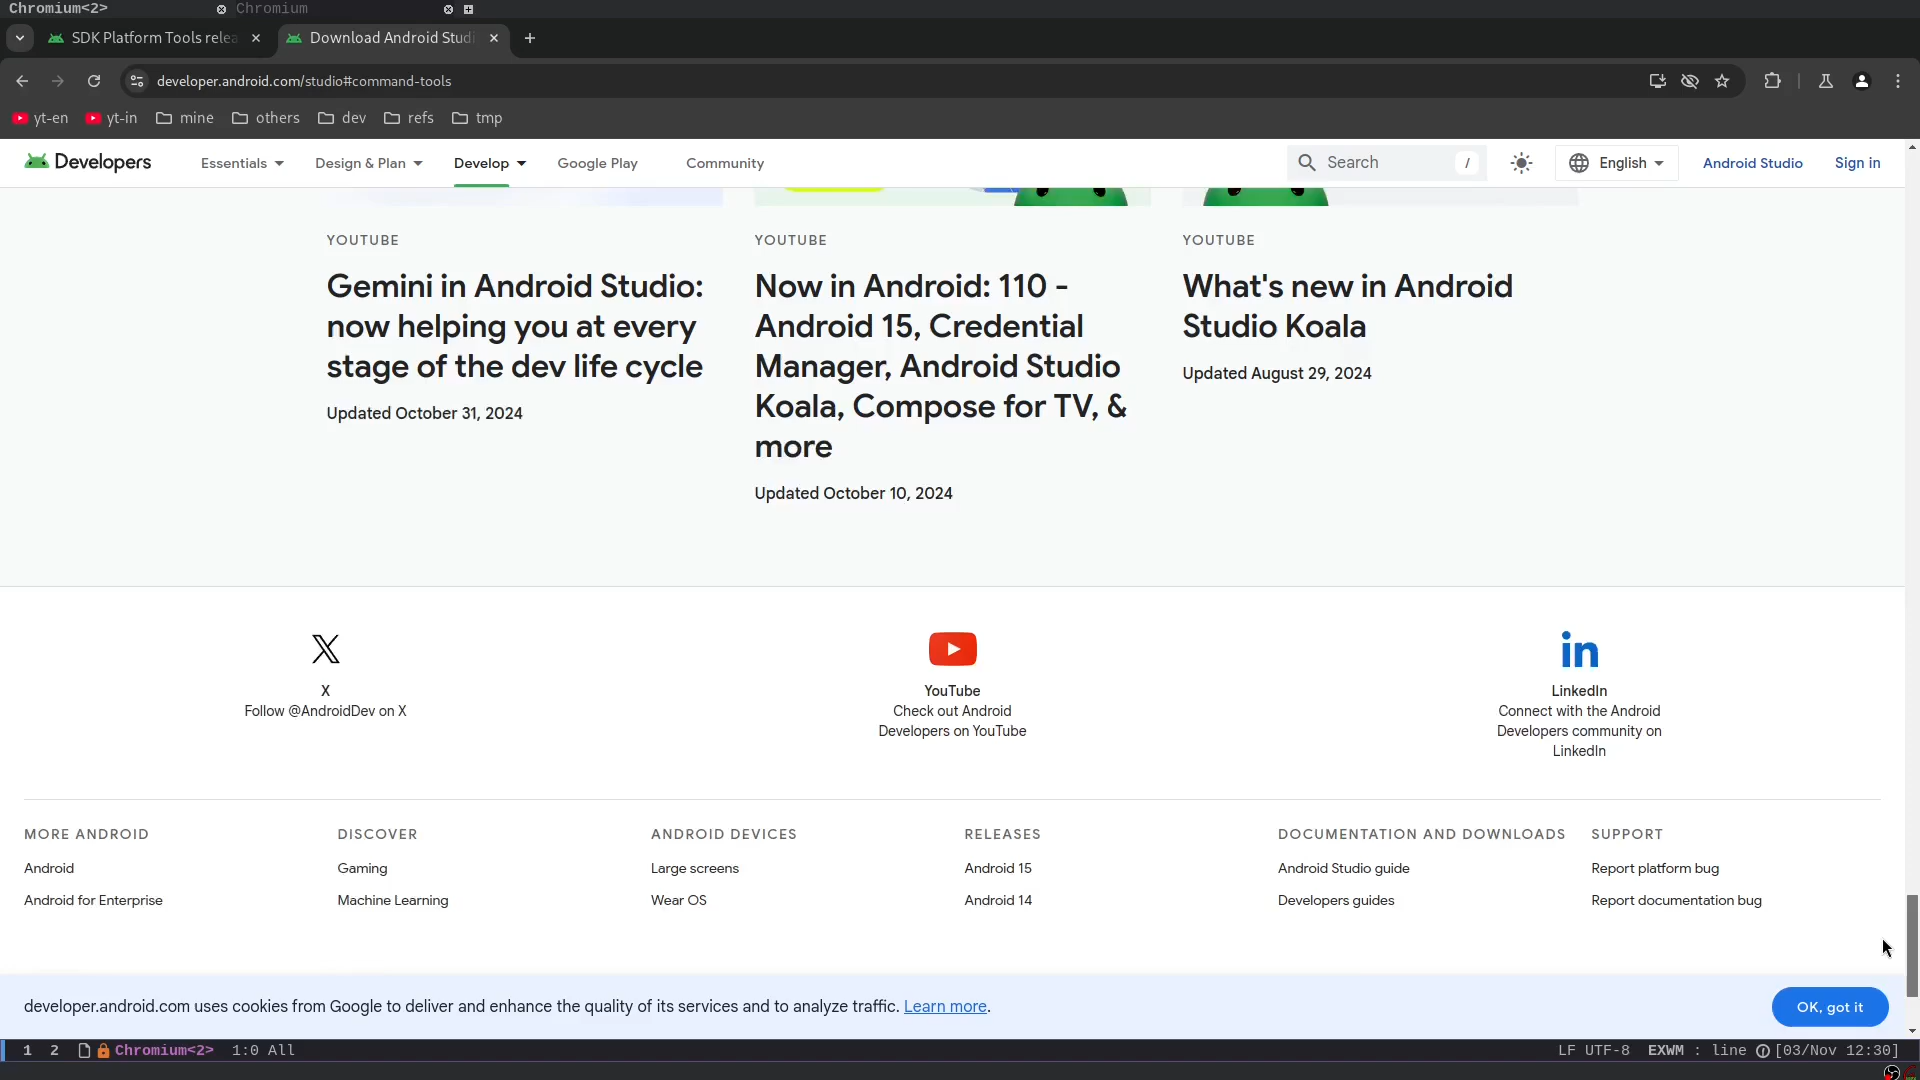 Chromium<2>
Chromium
SDK Platform Tools relea
Download Android Studi
developer.android.com/studio#command-tools
yt-en
yt-in
mine
others
dev
refs
tmp
Developers
Essentials
Design & Plan
Develop
Google Play
Community
Search
/
English
Android Studio
Sign in
YOUTUBE
Gemini in Android Studio:
now helping you at every
stage of the dev life cycle
Updated October 31, 2024
YOUTUBE
Now in Android: 110 -
Android 15, Credential
Manager, Android Studio
Koala, Compose for TV, &
more
Updated October 10, 2024
YOUTUBE
What's new in Android
Studio Koala
Updated August 29, 2024
X
Follow @AndroidDev on X
YouTube
Check out Android
Developers on YouTube
in
LinkedIn
Connect with the Android
Developers community on
LinkedIn
MORE ANDROID
Android
Android for Enterprise
DISCOVER
Gaming
Machine Learning
ANDROID DEVICES
Large screens
Wear OS
RELEASES
Android 15
Android 14
DOCUMENTATION AND DOWNLOADS
Android Studio guide
Developers guides
SUPPORT
Report platform bug
Report documentation bug
developer.android.com uses cookies from Google to deliver and enhance the quality of its services and to analyze traffic. Learn more.
OK, got it
1 2 Chromium<2> 1:0 All
LF UTF-8 EXWM : line [03/Nov 12:30]